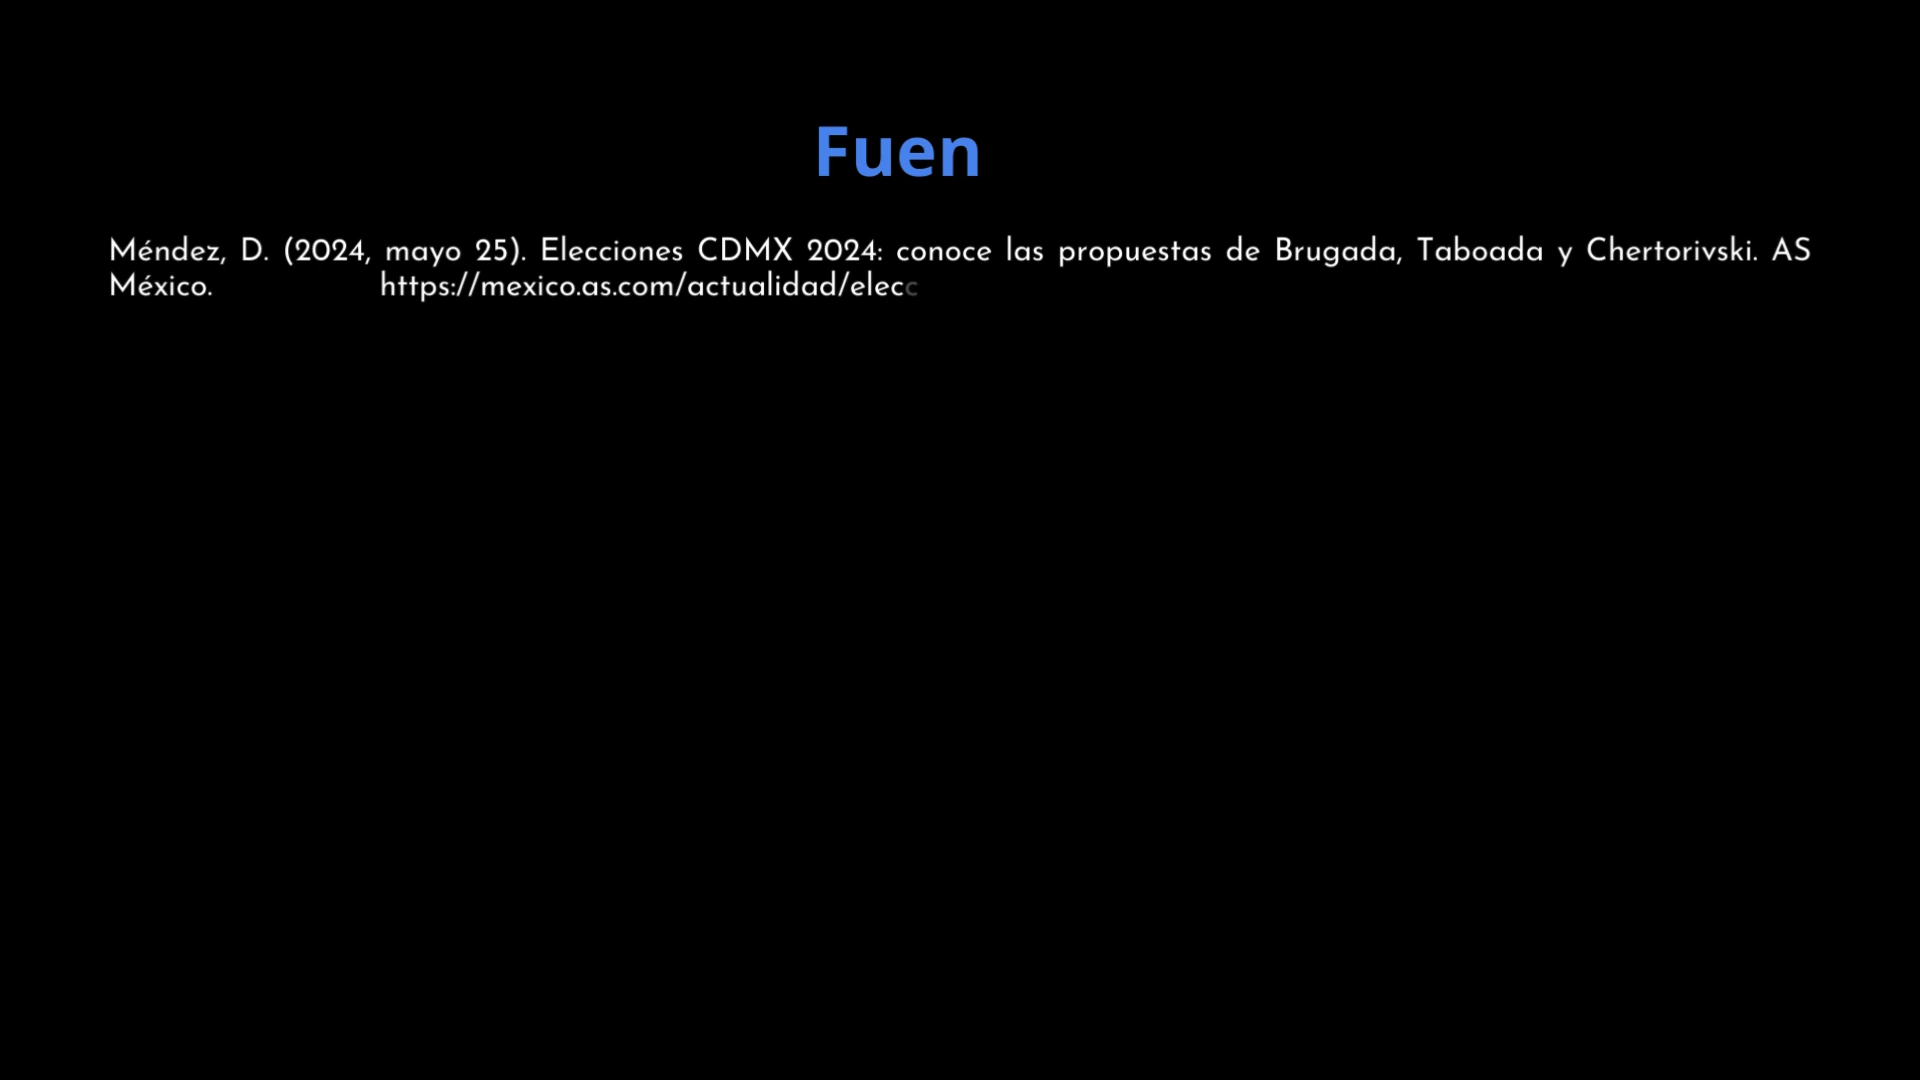 Fuen
Méndez, D. (2024, mayo 25). Elecciones CDMX 2024: conoce las propuestas de Brugada, Taboada y Chertorivski. AS
México. https://mexico.as.com/actualidad/elecc